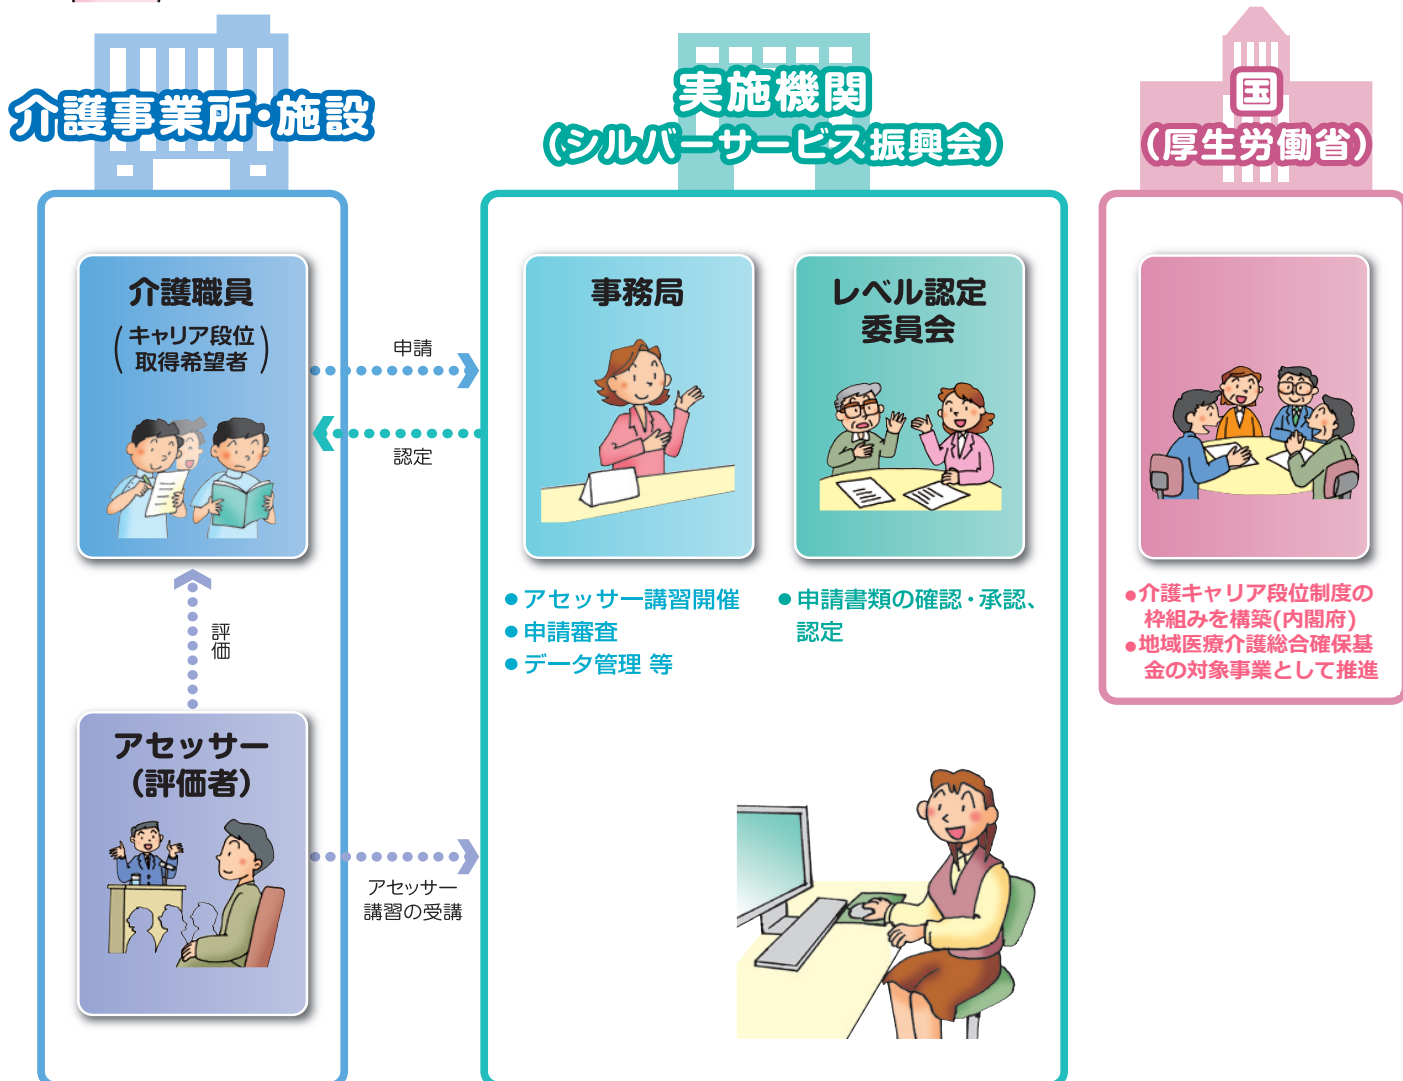 介護事業所・施設
介護職員
(キャリア段位
取得希望者)
申請
認定
評価
アセッサー
(評価者)
アセッサー
講習の受講
実施機関
(シルバーサービス振興会)
事務局
●アセッサー講習開催
●申請審査
●データ管理 等
レベル認定
委員会
●申請書類の確認・承認、
認定
国
(厚生労働省)
●介護キャリア段位制度の
枠組みを構築(内閣府)
●地域医療介護総合確保基
金の対象事業として推進